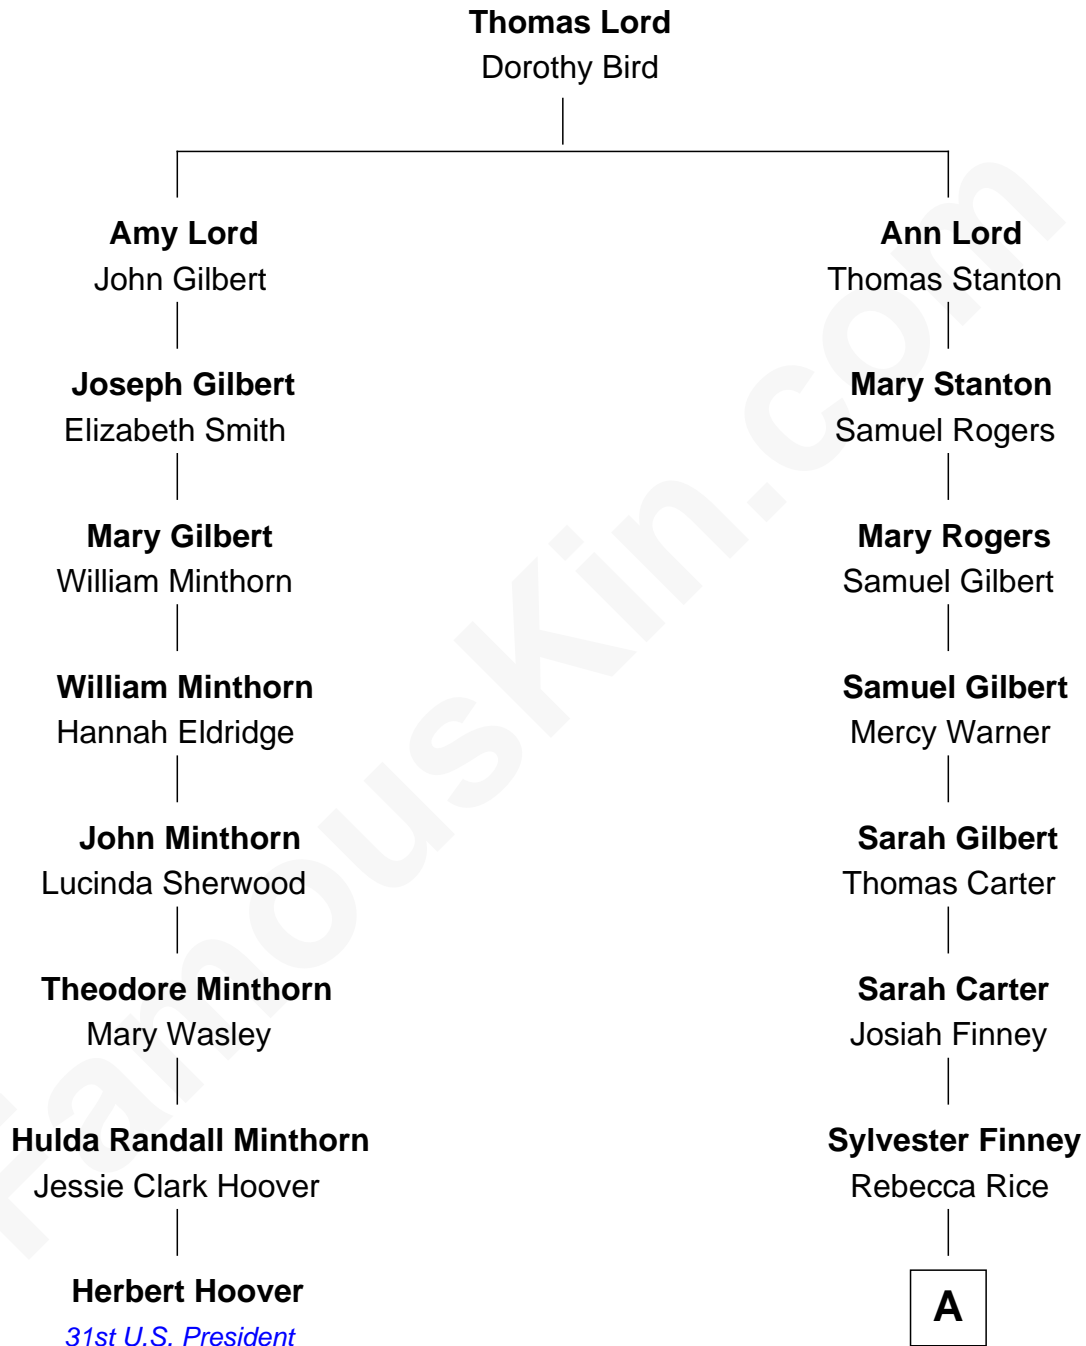 Thomas Lord
Dorothy Bird
Amy Lord
John Gilbert
Ann Lord
Thomas Stanton
Joseph Gilbert
Elizabeth Smith
Mary Stanton
Samuel Rogers
Mary Gilbert
William Minthorn
Mary Rogers
Samuel Gilbert
William Minthorn
Hannah Eldridge
Samuel Gilbert
Mercy Warner
John Minthorn
Lucinda Sherwood
Sarah Gilbert
Thomas Carter
Theodore Minthorn
Mary Wasley
Sarah Carter
Josiah Finney
Hulda Randall Minthorn
Jessie Clark Hoover
Sylvester Finney
Rebecca Rice
Herbert Hoover
31st U.S. President
A
FamousKin.com